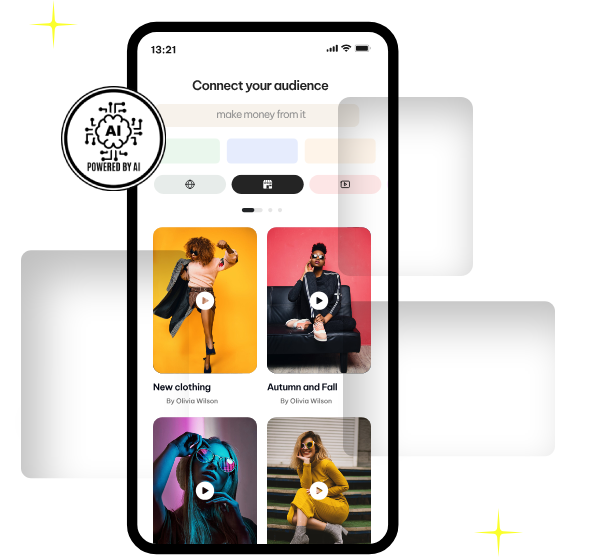 13:21
Connect your audience
make money from it
AI
POWERED BY AI
New clothing
Autumn and Fall
By Olivia Wilson
By Olivia Wilson